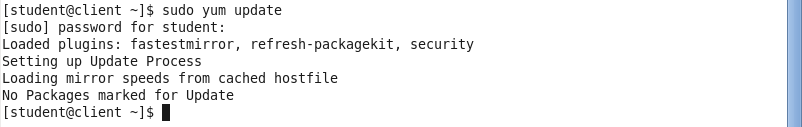 [student@client ~]$ sudo yum update
[sudo] password for student:
Loaded plugins: fastestmirror, refresh-packagekit, security
Setting up Update Process
Loading mirror speeds from cached hostfile
No Packages marked for Update
[student@client ~]$